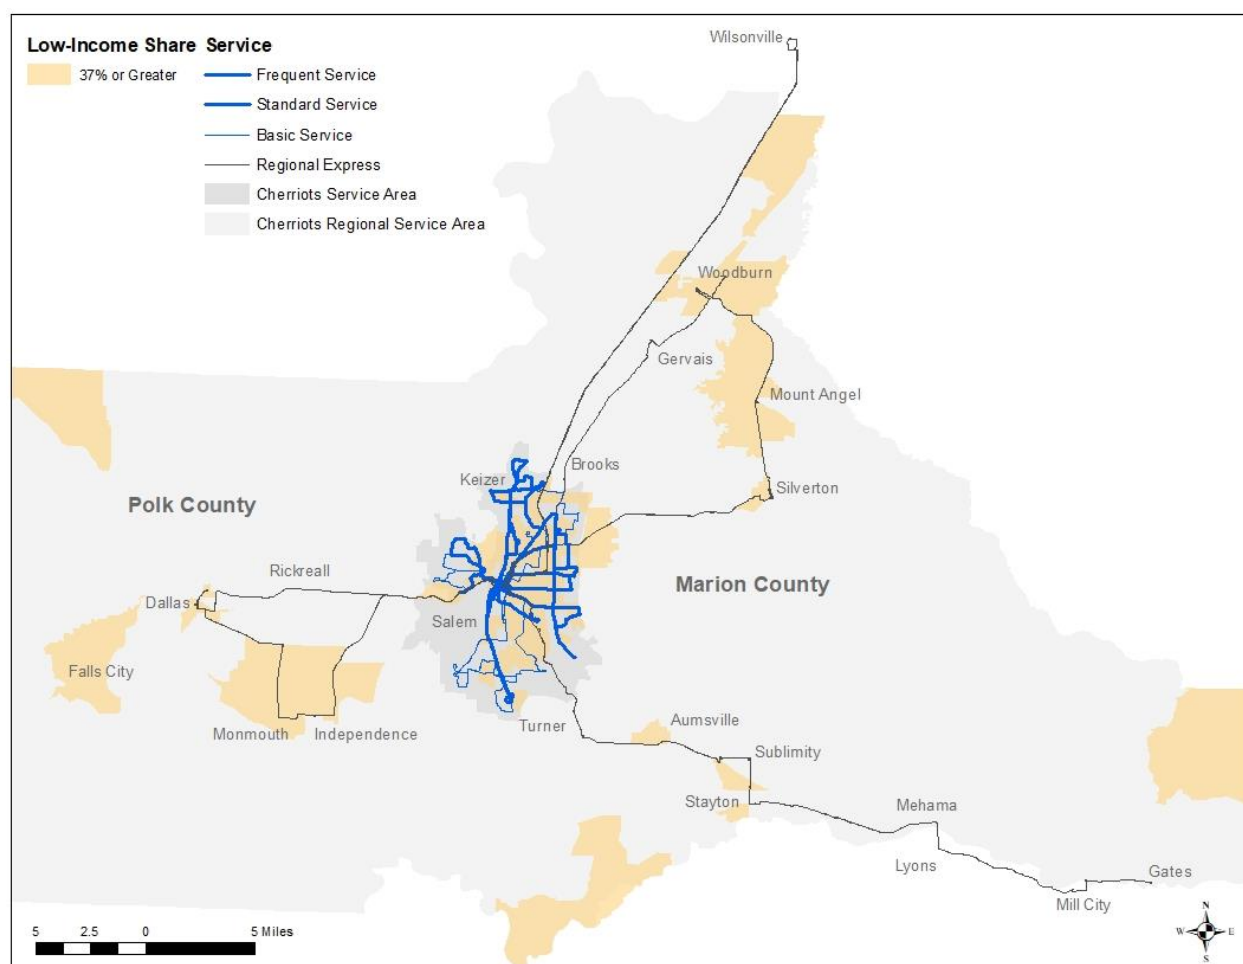 Low-Income Share
37% or Greater
Service
Frequent Service
Standard Service
Basic Service
Regional Express
Cherriots Service Area
Cherriots Regional Service Area
Wilsonville
Woodburn
Gervais
Mount Angel
Brooks
Keizer
Silverton
Polk County
Marion County
Rickreall
Dallas
Salem
Falls City
Monmouth
Independence
Turner
Aumsville
Sublimity
Stayton
Mehama
Lyons
Gates
Mill City
5 2.5 0 5 Miles
N
W E
S